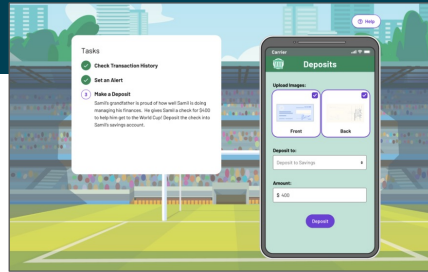 Help
Tasks
Check Transaction History
Set an Alert
3 Make a Deposit
Samil's grandfather is proud of how well Samil is doing
managing his finances. He gives Samil a check for $400
to help him get to the World Cup! Deposit the check into
Samil's savings account.
Carrier
Deposits
Upload Images:
Front Back
Deposit to:
Deposit to Savings
Amount:
$ 400
Deposit